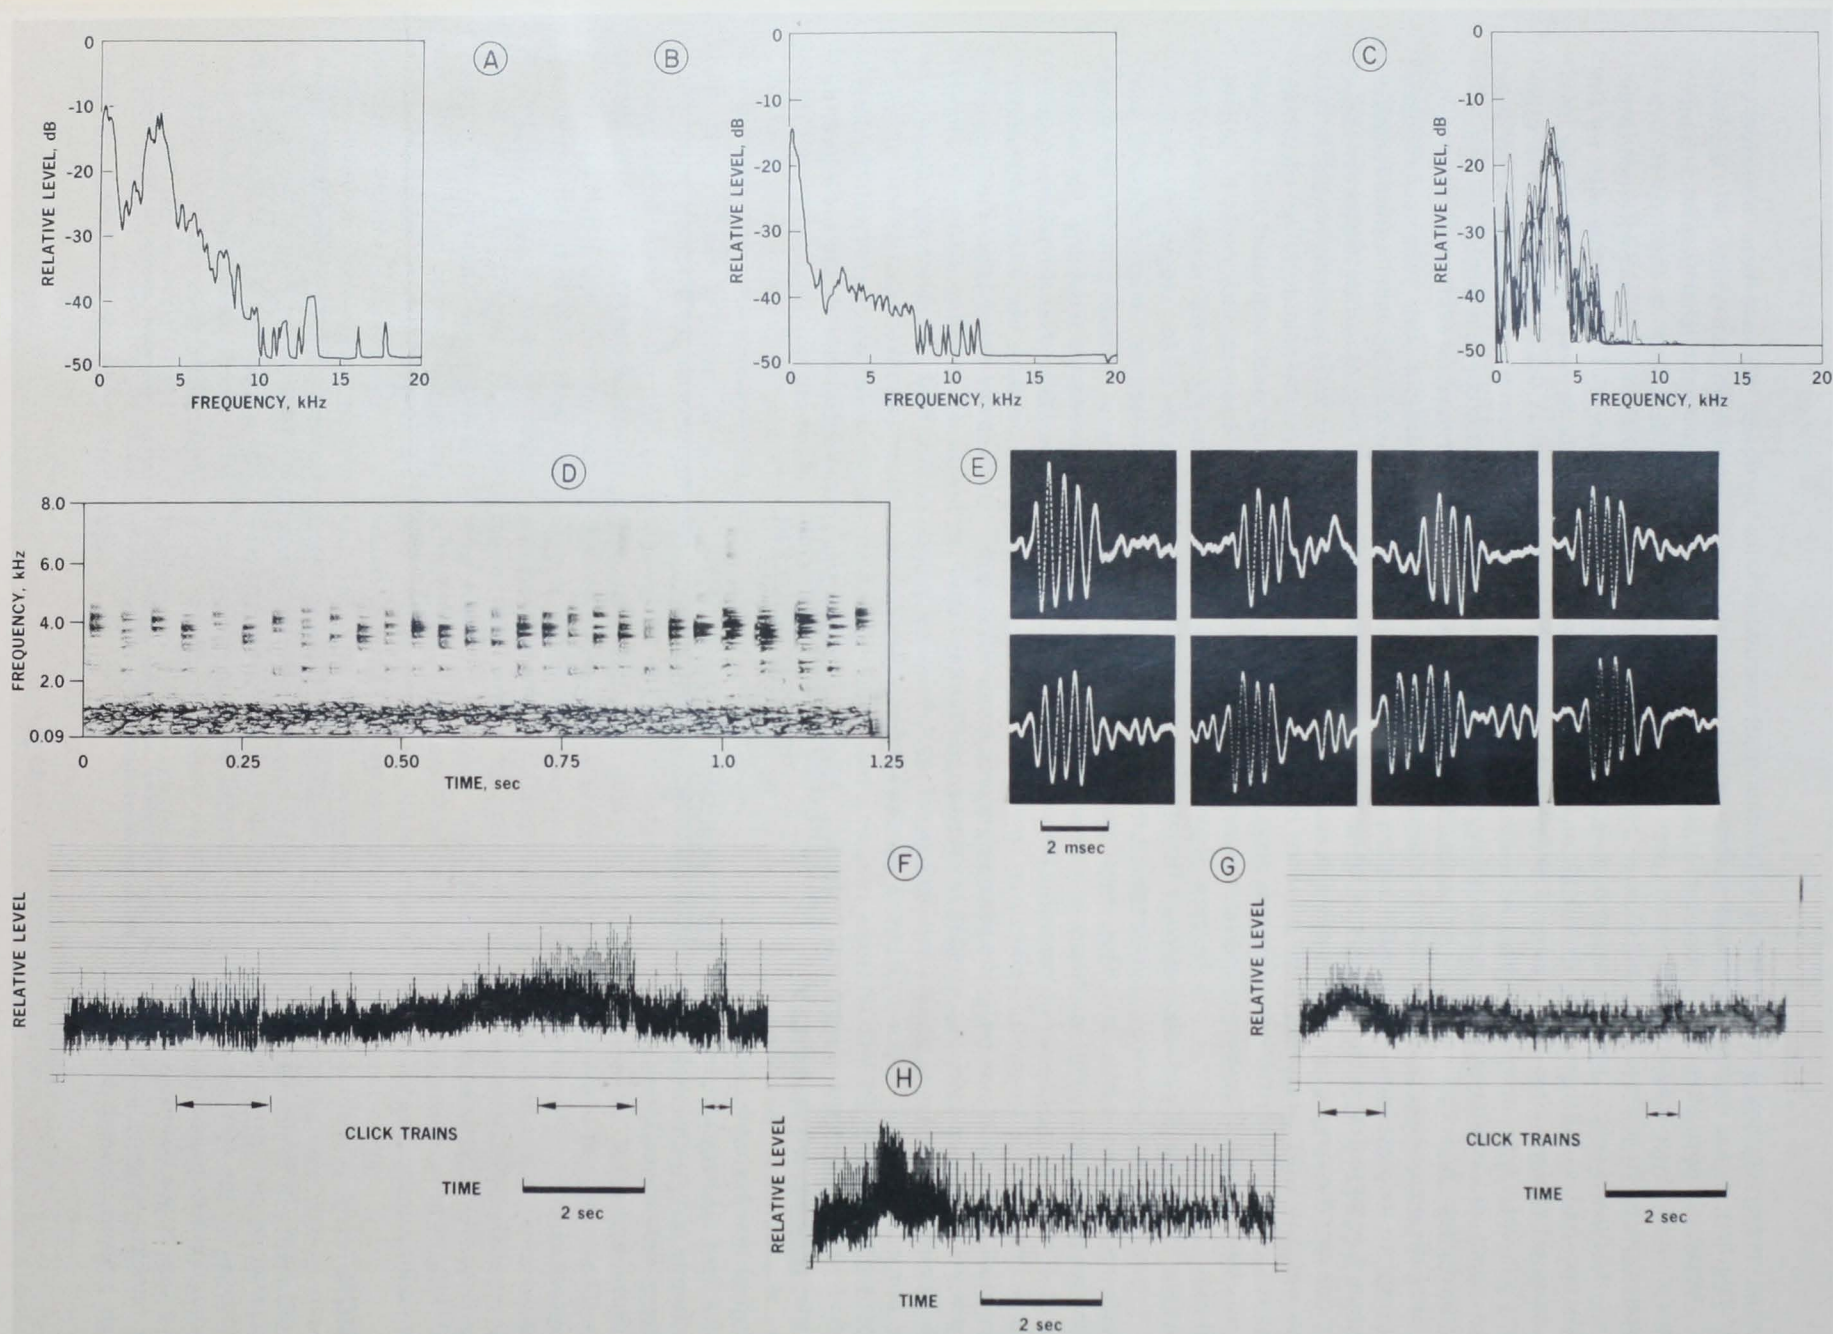 A
0
-10
-20
-30
-40
-50
RELATIVE LEVEL, dB
0 5 10 15 20
FREQUENCY, kHz
B
0
-10
-20
-30
-40
-50
RELATIVE LEVEL, dB
0 5 10 15 20
FREQUENCY, kHz
C
0
-10
-20
-30
-40
-50
RELATIVE LEVEL, dB
0 5 10 15 20
FREQUENCY, kHz
D
8.0
6.0
4.0
2.0
0.09
FREQUENCY, kHz
0 0.25 0.50 0.75 1.0 1.25
TIME, sec
E
2 msec
F
RELATIVE LEVEL
CLICK TRAINS
TIME
2 sec
G
RELATIVE LEVEL
CLICK TRAINS
TIME
2 sec
H
RELATIVE LEVEL
TIME
2 sec